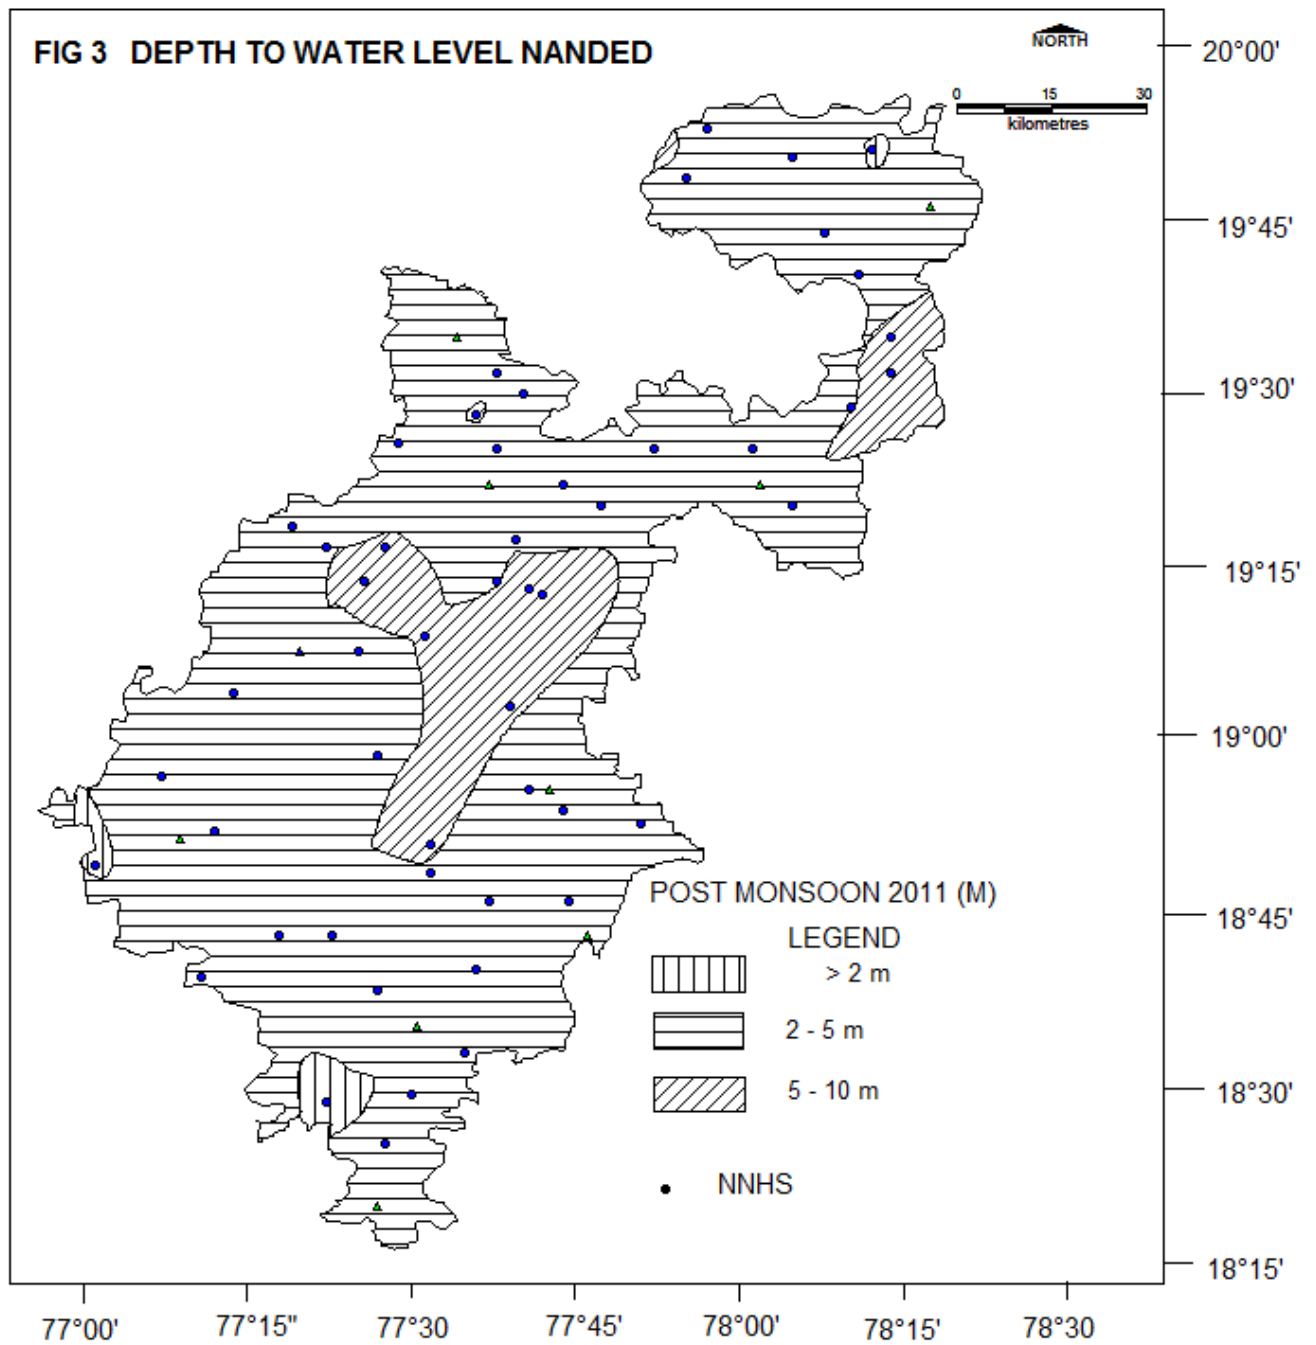 FIG 3 DEPTH TO WATER LEVEL NANDED
NORTH
0 15 30
kilometres
20°00'
19°45'
19°30'
19°15'
19°00'
18°45'
18°30'
18°15'
POST MONSOON 2011 (M)
LEGEND
> 2 m
2 - 5 m
5 - 10 m
NNHS
77°00' 77°15" 77°30 77°45' 78°00' 78°15' 78°30